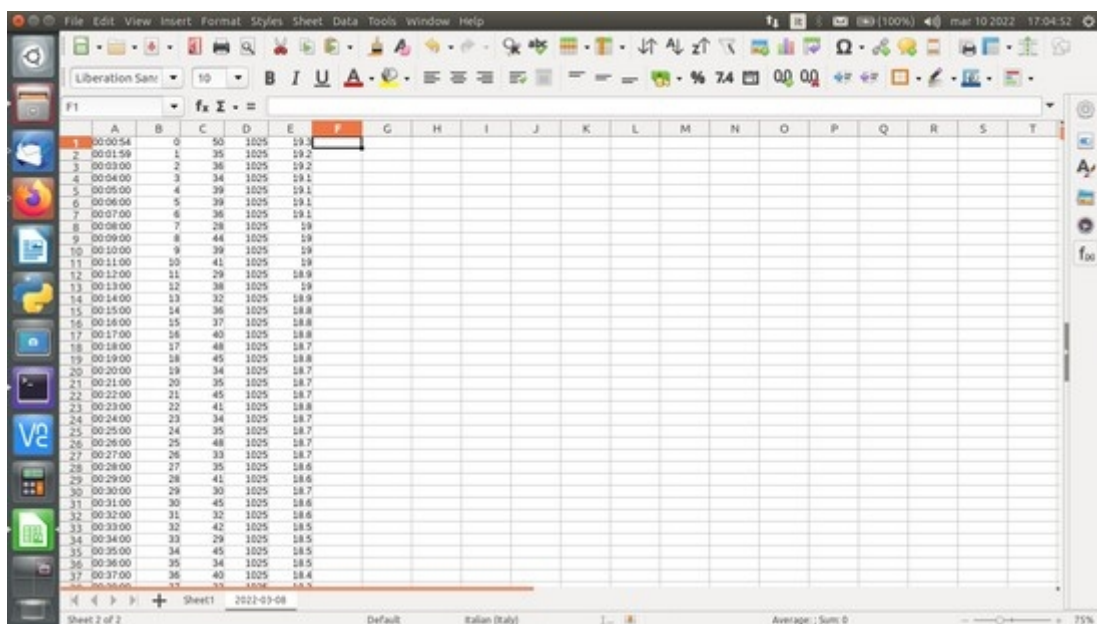 File Edit View Insert Format Styles Sheet Data Tools Window Help It (100%) mar 10 2022 17:04:52
Liberation Sans 10 B I U A % 7.4 0.0 0.0
F1 fx Σ =
A B C D E F G H I J K L M N O P Q R S T
1 00:00:54 0 50 1025 19.3
2 00:01:59 1 35 1025 19.2
3 00:03:00 2 36 1025 19.2
4 00:04:00 3 34 1025 19.1
5 00:05:00 4 39 1025 19.1
6 00:06:00 5 39 1025 19.1
7 00:07:00 6 36 1025 19.1
8 00:08:00 7 28 1025 19
9 00:09:00 8 44 1025 19
10 00:10:00 9 39 1025 19
11 00:11:00 10 41 1025 19
12 00:12:00 11 29 1025 18.9
13 00:13:00 12 38 1025 19
14 00:14:00 13 32 1025 18.9
15 00:15:00 14 36 1025 18.8
16 00:16:00 15 37 1025 18.8
17 00:17:00 16 40 1025 18.8
18 00:18:00 17 48 1025 18.7
19 00:19:00 18 45 1025 18.8
20 00:20:00 19 34 1025 18.7
21 00:21:00 20 35 1025 18.7
22 00:22:00 21 45 1025 18.7
23 00:23:00 22 41 1025 18.8
24 00:24:00 23 34 1025 18.7
25 00:25:00 24 35 1025 18.7
26 00:26:00 25 48 1025 18.7
27 00:27:00 26 33 1025 18.7
28 00:28:00 27 35 1025 18.6
29 00:29:00 28 41 1025 18.6
30 00:30:00 29 30 1025 18.7
31 00:31:00 30 45 1025 18.6
32 00:32:00 31 32 1025 18.6
33 00:33:00 32 42 1025 18.5
34 00:34:00 33 29 1025 18.5
35 00:35:00 34 45 1025 18.5
36 00:36:00 35 34 1025 18.5
37 00:37:00 36 40 1025 18.4
Sheet1 2022-03-08
Sheet 2 of 2 Default Italian (Italy) Average: ; Sum: 0 75%